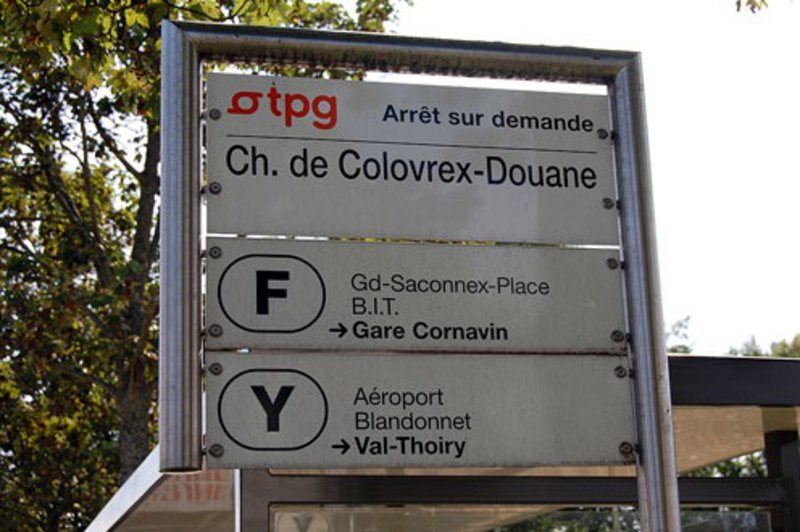 tpg Arrêt sur demande
Ch. de Colovrex-Douane
F
Gd-Saconnex-Place
B.I.T.
→Gare Cornavin
Y
Aéroport
Blandonnet
→Val-Thoiry